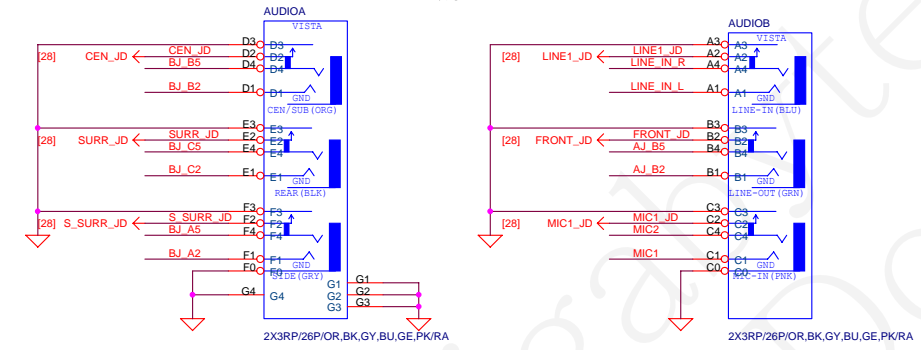 AUDIOA
VISTA
D3 D3
[28] CEN_JD CEN_JD D2 D2
BJ_B5 D4 D4
BJ_B2 D1 D1
GND
CEN/SUB(ORG)
E3 E3
[28] SURR_JD SURR_JD E2 E2
BJ_C5 E4 E4
BJ_C2 E1 E1
GND
REAR(BLK)
F3 F3
[28] S_SURR_JD S_SURR_JD F2 F2
BJ_A5 F4 F4
BJ_A2 F1 F1
GND
F0 F0
SIDE(GRY)
G4 G4
G1 G1
G2 G2
G3 G3
2X3RP/26P/OR,BK,GY,BU,GE,PK/RA
AUDIOB
VISTA
A3 A3
[28] LINE1_JD LINE1_JD A2 A2
LINE_IN_R A4 A4
LINE_IN_L A1 A1
GND
LINE-IN(BLU)
B3 B3
[28] FRONT_JD FRONT_JD B2 B2
AJ_B5 B4 B4
AJ_B2 B1 B1
GND
LINE-OUT(GRN)
C3 C3
[28] MIC1_JD MIC1_JD C2 C2
MIC2 C4 C4
MIC1 C1 C1
GND
C0 C0
MIC-IN(PNK)
2X3RP/26P/OR,BK,GY,BU,GE,PK/RA